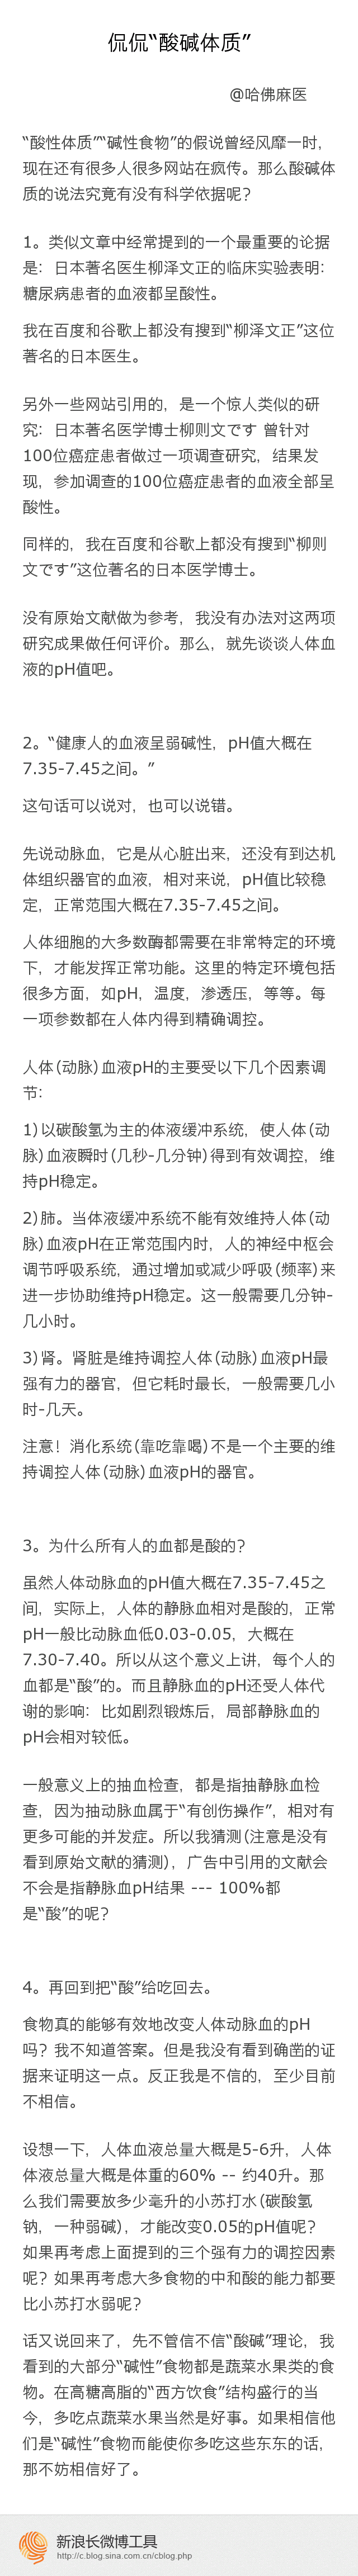 侃侃“酸碱体质”
@哈佛麻医
“酸性体质”“碱性食物”的假说曾经风靡一时，
现在还有很多人很多网站在疯传。那么酸碱体
质的说法究竟有没有科学依据呢？
1。类似文章中经常提到的一个最重要的论据
是：日本著名医生柳泽文正的临床实验表明：
糖尿病患者的血液都呈酸性。
我在百度和谷歌上都没有搜到“柳泽文正”这位
著名的日本医生。
另外一些网站引用的，是一个惊人类似的研
究：日本著名医学博士柳则文です 曾针对
100位癌症患者做过一项调查研究，结果发
现，参加调查的100位癌症患者的血液全部呈
酸性。
同样的，我在百度和谷歌上都没有搜到“柳则
文です”这位著名的日本医学博士。
没有原始文献做为参考，我没有办法对这两项
研究成果做任何评价。那么，就先谈谈人体血
液的pH值吧。
2。“健康人的血液呈弱碱性，pH值大概在
7.35-7.45之间。”
这句话可以说对，也可以说错。
先说动脉血，它是从心脏出来，还没有到达机
体组织器官的血液，相对来说，pH值比较稳
定，正常范围大概在7.35-7.45之间。
人体细胞的大多数酶都需要在非常特定的环境
下，才能发挥正常功能。这里的特定环境包括
很多方面，如pH，温度，渗透压，等等。每
一项参数都在人体内得到精确调控。
人体(动脉)血液pH的主要受以下几个因素调
节：
1)以碳酸氢为主的体液缓冲系统，使人体(动
脉)血液瞬时(几秒-几分钟)得到有效调控，维
持pH稳定。
2)肺。当体液缓冲系统不能有效维持人体(动
脉)血液pH在正常范围内时，人的神经中枢会
调节呼吸系统，通过增加或减少呼吸(频率)来
进一步协助维持pH稳定。这一般需要几分钟-
几小时。
3)肾。肾脏是维持调控人体(动脉)血液pH最
强有力的器官，但它耗时最长，一般需要几小
时-几天。
注意！消化系统(靠吃靠喝)不是一个主要的维
持调控人体(动脉)血液pH的器官。
3。为什么所有人的血都是酸的？
虽然人体动脉血的pH值大概在7.35-7.45之
间，实际上，人体的静脉血相对是酸的，正常
pH一般比动脉血低0.03-0.05，大概在
7.30-7.40。所以从这个意义上讲，每个人的
血都是“酸”的。而且静脉血的pH还受人体代
谢的影响：比如剧烈锻炼后，局部静脉血的
pH会相对较低。
一般意义上的抽血检查，都是指抽静脉血检
查，因为抽动脉血属于“有创伤操作”，相对有
更多可能的并发症。所以我猜测(注意是没有
看到原始文献的猜测)，广告中引用的文献会
不会是指静脉血pH结果 --- 100%都
是“酸”的呢？
4。再回到把“酸”给吃回去。
食物真的能够有效地改变人体动脉血的pH
吗？我不知道答案。但是我没有看到确凿的证
据来证明这一点。反正我是不信的，至少目前
不相信。
设想一下，人体血液总量大概是5-6升，人体
体液总量大概是体重的60% -- 约40升。那
么我们需要放多少毫升的小苏打水(碳酸氢
钠，一种弱碱)，才能改变0.05的pH值呢？
如果再考虑上面提到的三个强有力的调控因素
呢？如果再考虑大多食物的中和酸的能力都要
比小苏打水弱呢？
话又说回来了，先不管信不信“酸碱”理论，我
看到的大部分“碱性”食物都是蔬菜水果类的食
物。在高糖高脂的“西方饮食”结构盛行的当
今，多吃点蔬菜水果当然是好事。如果相信他
们是“碱性”食物而能使你多吃这些东东的话，
那不妨相信好了。
新浪长微博工具
http://c.blog.sina.com.cn/cblog.php